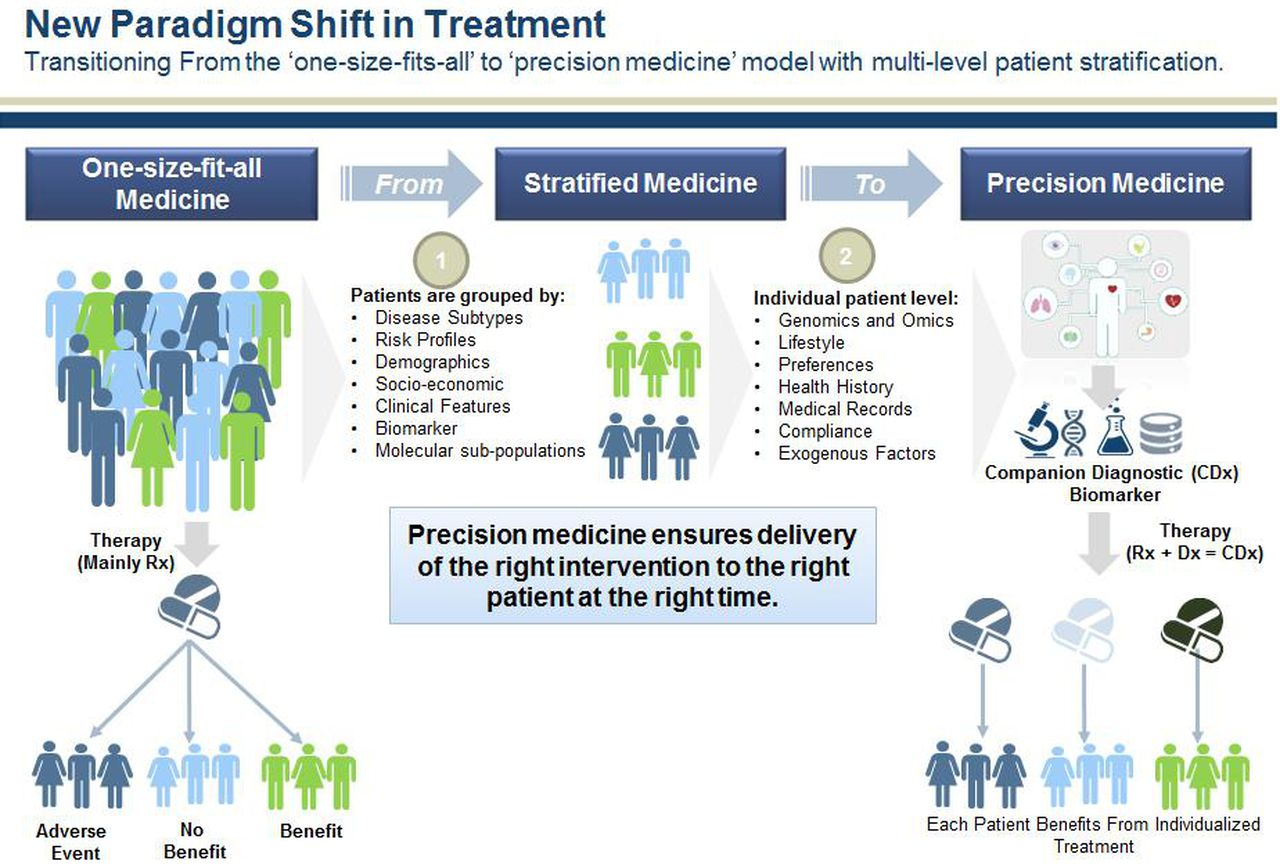 New Paradigm Shift in Treatment
Transitioning From the ‘one-size-fits-all’ to ‘precision medicine’ model with multi-level patient stratification.
One-size-fit-all
Medicine
From
Stratified Medicine
To
Precision Medicine
1
Patients are grouped by:
• Disease Subtypes
• Risk Profiles
• Demographics
• Socio-economic
• Clinical Features
• Biomarker
• Molecular sub-populations
2
Individual patient level:
• Genomics and Omics
• Lifestyle
• Preferences
• Health History
• Medical Records
• Compliance
• Exogenous Factors
Companion Diagnostic (CDx)
Biomarker
Therapy
(Mainly Rx)
Precision medicine ensures delivery
of the right intervention to the right
patient at the right time.
Therapy
(Rx + Dx = CDx)
Adverse
Event
No
Benefit
Benefit
Each Patient Benefits From Individualized
Treatment